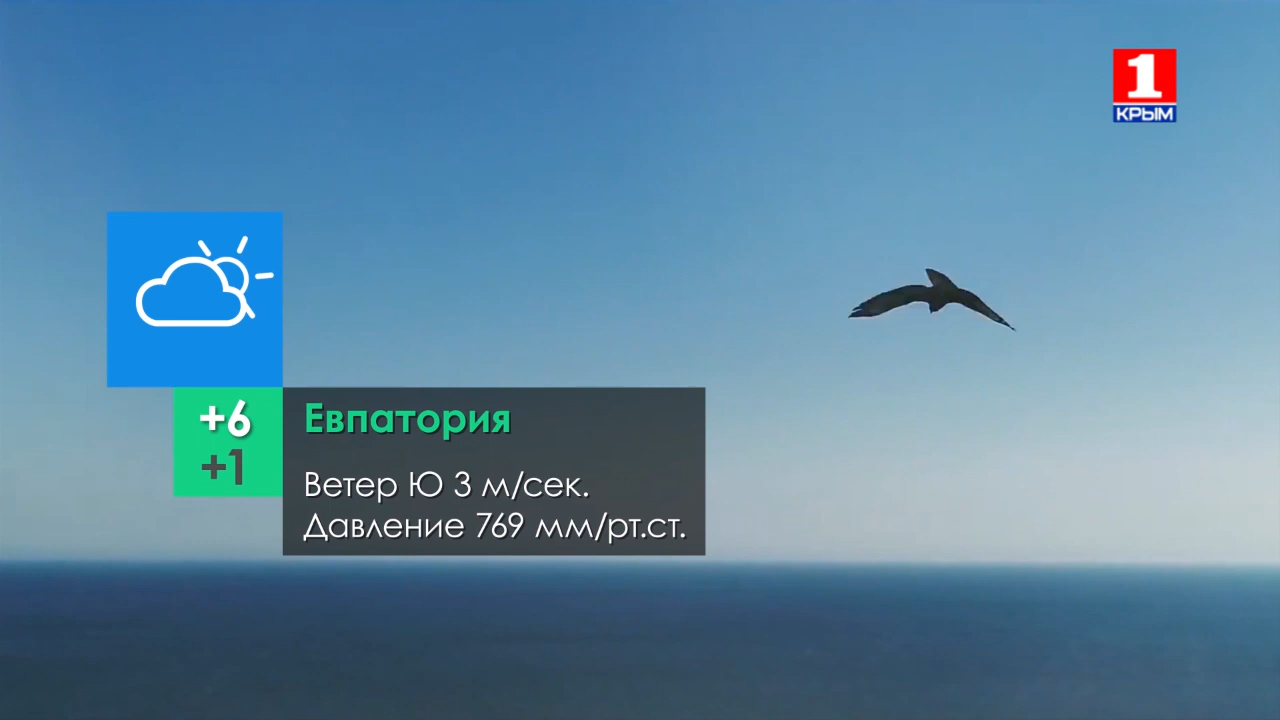 1
КРЫМ
+6
+1
Евпатория
Ветер Ю 3 м/сек.
Давление 769 мм/рт.ст.